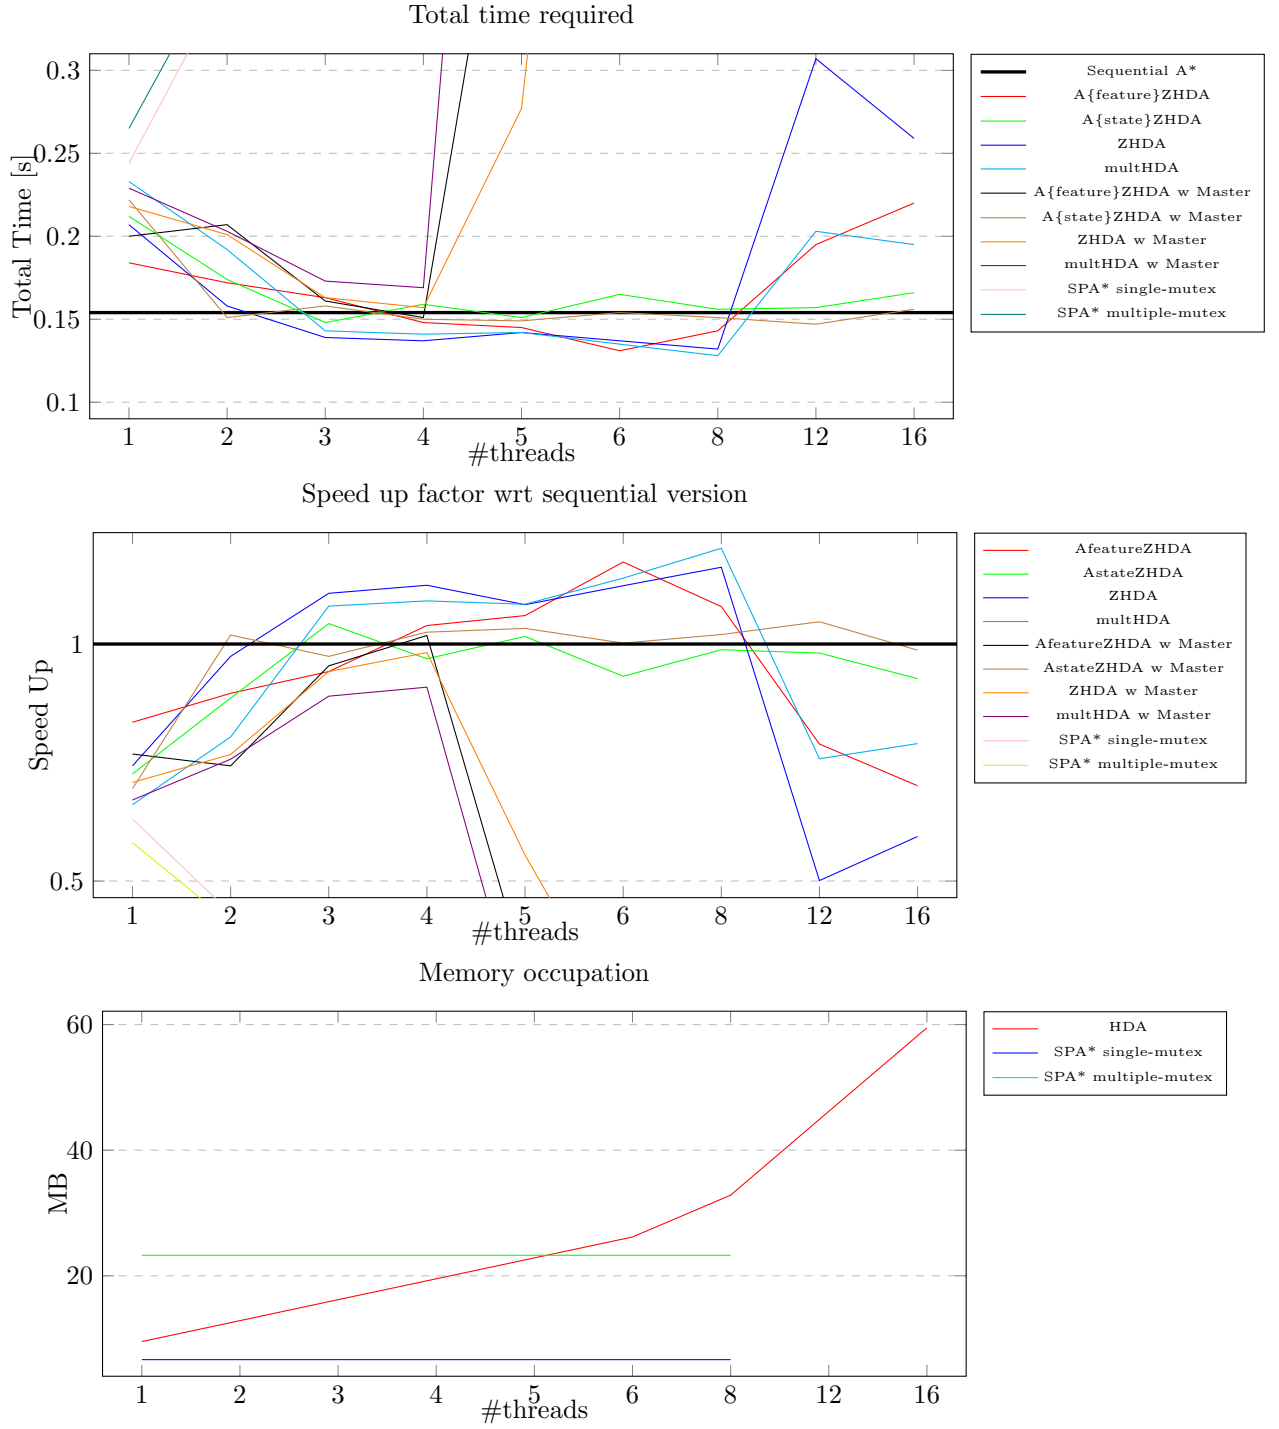 Total time required
0.3
0.25
0.2
0.15
0.1
Total Time [s]
1 2 3 4 5 6 8 12 16
#threads
Sequential A*
A{feature}ZHDA
A{state}ZHDA
ZHDA
multHDA
A{feature}ZHDA w Master
A{state}ZHDA w Master
ZHDA w Master
multHDA w Master
SPA* single-mutex
SPA* multiple-mutex
Speed up factor wrt sequential version
1
0.5
Speed Up
1 2 3 4 5 6 8 12 16
#threads
AfeatureZHDA
AstateZHDA
ZHDA
multHDA
AfeatureZHDA w Master
AstateZHDA w Master
ZHDA w Master
multHDA w Master
SPA* single-mutex
SPA* multiple-mutex
Memory occupation
60
40
20
MB
1 2 3 4 5 6 8 12 16
#threads
HDA
SPA* single-mutex
SPA* multiple-mutex